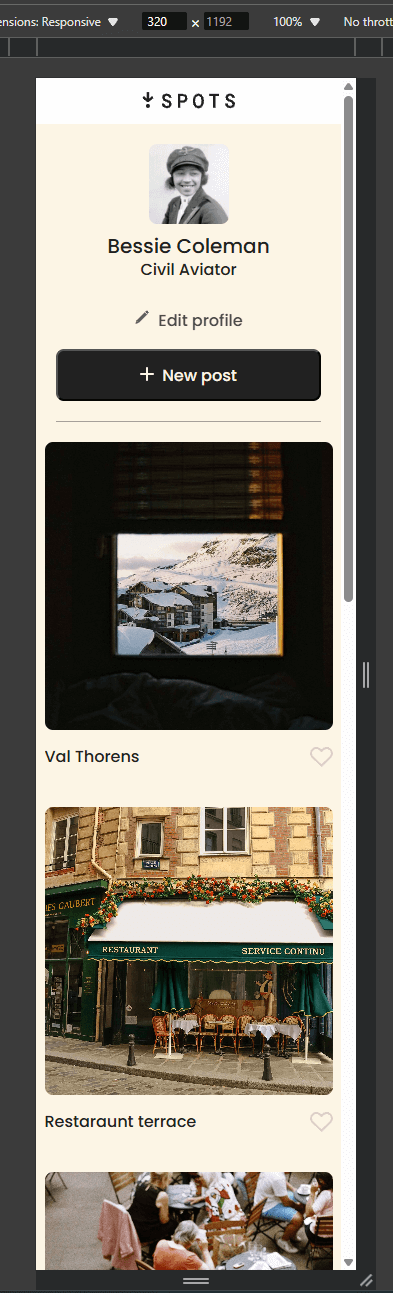 ensions: Responsive 320 × 1192 100% No thrott
SPOTS
Bessie Coleman
Civil Aviator
Edit profile
+ New post
Val Thorens
ES GAUBERT
RESTAURANT SERVICE CONTINU
Restaraunt terrace